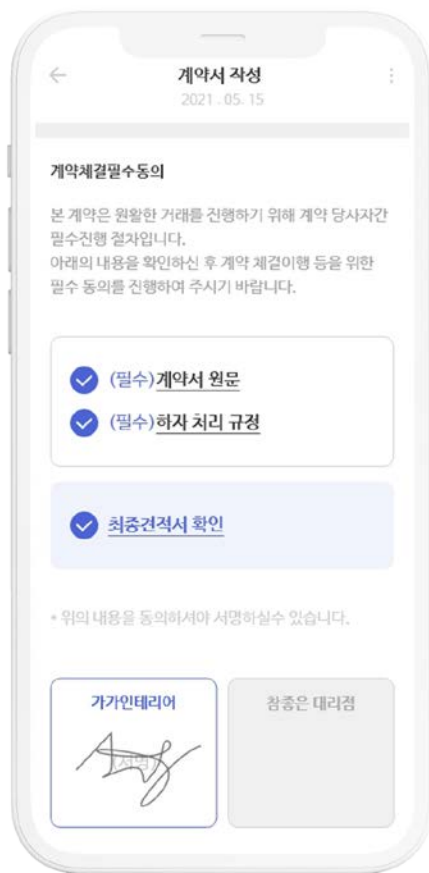 계약서 작성
2021 . 05. 15
계약체결필수동의
본 계약은 원활한 거래를 진행하기 위해 계약 당사자간
필수진행 절차입니다.
아래의 내용을 확인하신 후 계약 체결이행 등을 위한
필수 동의를 진행하여 주시기 바랍니다.
(필수)계약서 원문
(필수)하자 처리 규정
최종견적서 확인
* 위의 내용을 동의하셔야 서명하실수 있습니다.
가가인테리어
참좋은 대리점
(서명)